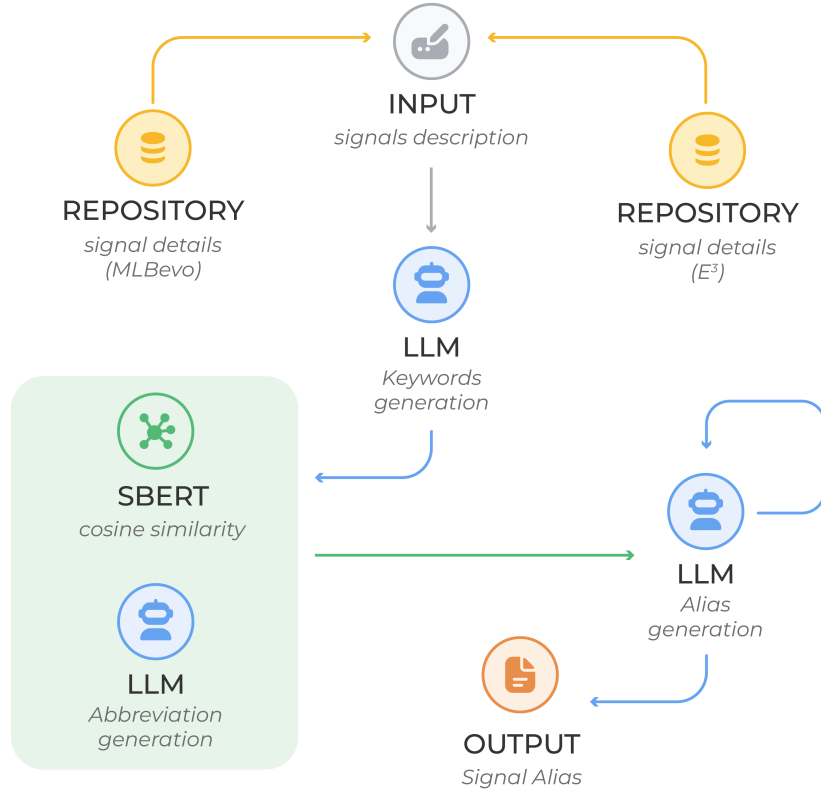 INPUT
signals description
REPOSITORY
signal details
(MLBevo)
REPOSITORY
signal details
(E³)
LLM
Keywords
generation
SBERT
cosine similarity
LLM
Abbreviation
generation
LLM
Alias
generation
OUTPUT
Signal Alias